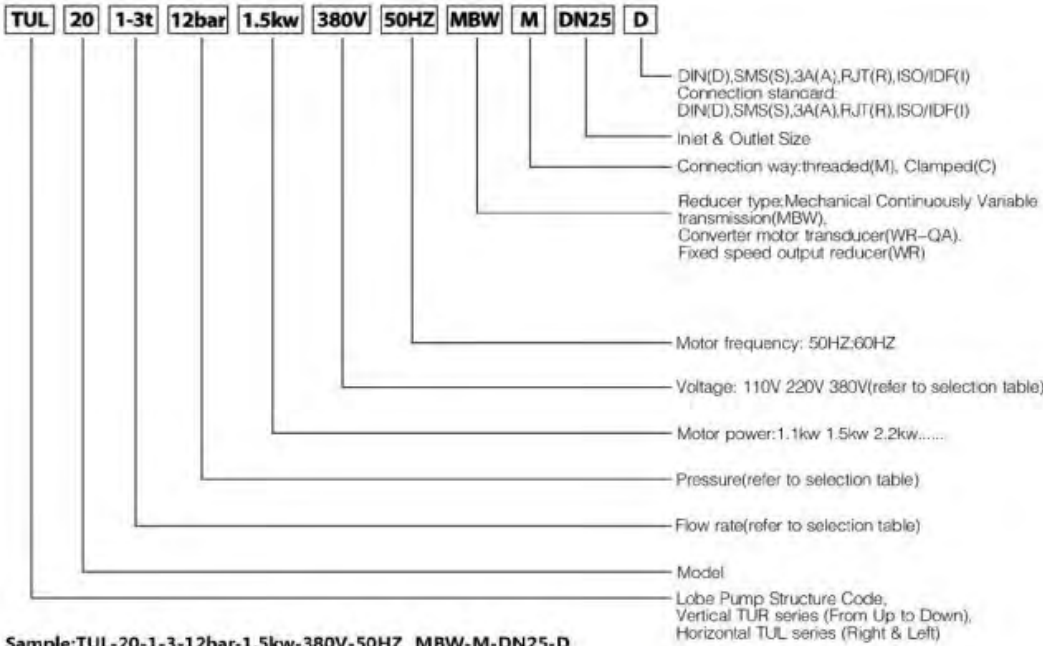 TUL 20 1-3t 12bar 1.5kw 380V 50HZ MBW M DN25 D
DIN(D),SMS(S),3A(A),RJT(R),ISO/IDF(I)
Connection standard:
DIN(D),SMS(S),3A(A),RJT(R),ISO/IDF(I)
Inlet & Outlet Size
Connection way:threaded(M), Clamped(C)
Reducer type:Mechanical Continuously Variable
transmission(MBW),
Converter motor transducer(WR-QA).
Fixed speed output reducer(WR)
Motor frequency: 50HZ;60HZ
Voltage: 110V 220V 380V(refer to selection table)
Motor power:1.1kw 1.5kw 2.2kw......
Pressure(refer to selection table)
Flow rate(refer to selection table)
Model
Lobe Pump Structure Code,
Vertical TUR series (From Up to Down),
Horizontal TUL series (Right & Left)
Sample:TUL-20-1-3-12bar-1.5kw-380V-50HZ MBW-M-DN25-D